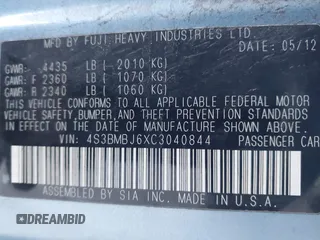 MFD BY FUJI HEAVY INDUSTRIES LTD.
05/12
GVWR: 4435 LB ( 2010 KG)
GAWR: F 2360 LB ( 1070 KG)
GAWR: R 2340 LB ( 1060 KG)
THIS VEHICLE CONFORMS TO ALL APPLICABLE FEDERAL MOTOR VEHICLE SAFETY, BUMPER, AND THEFT PREVENTION STANDARDS IN EFFECT ON THE DATE OF MANUFACTURE SHOWN ABOVE.
VIN: 4S3BMBJ6XC3040844
PASSENGER CAR
ASSEMBLED BY SIA INC. MADE IN U.S.A.
DREAMBID